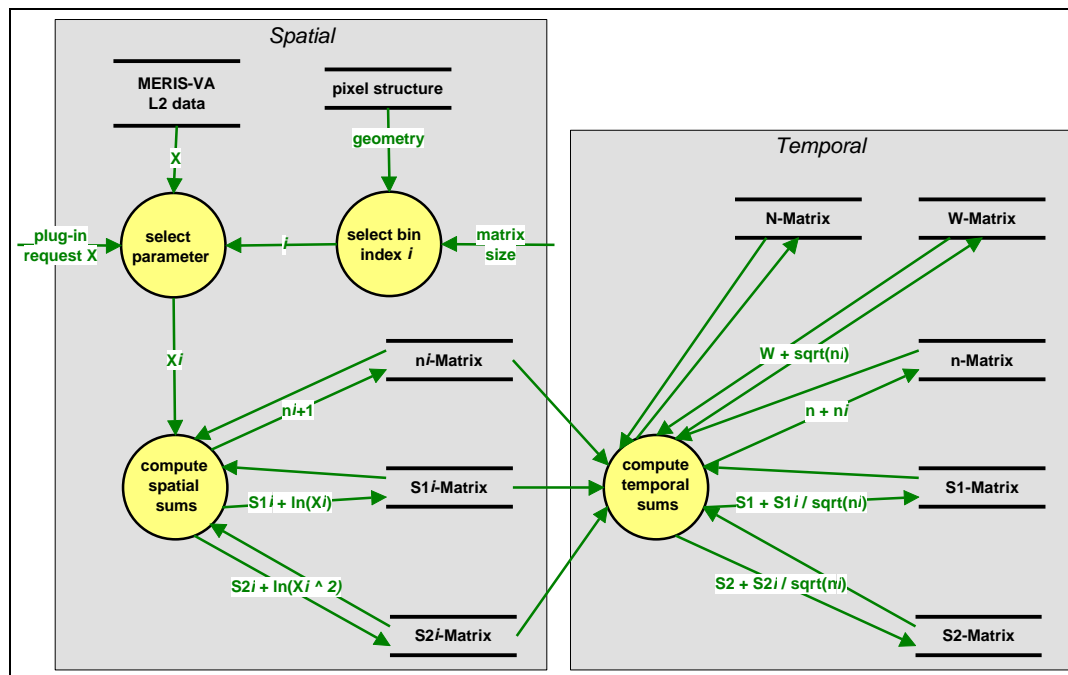 Spatial
MERIS-VA
L2 data
pixel structure
X
geometry
plug-in
request X
select
parameter
i
select bin
index i
matrix
size
Xi
ni-Matrix
ni+1
compute
spatial
sums
S1i-Matrix
S1i + ln(Xi)
S2i + ln(Xi ^ 2)
S2i-Matrix
Temporal
N-Matrix
W-Matrix
W + sqrt(ni)
n-Matrix
n + ni
compute
temporal
sums
S1-Matrix
S1 + S1i / sqrt(ni)
S2 + S2i / sqrt(ni)
S2-Matrix